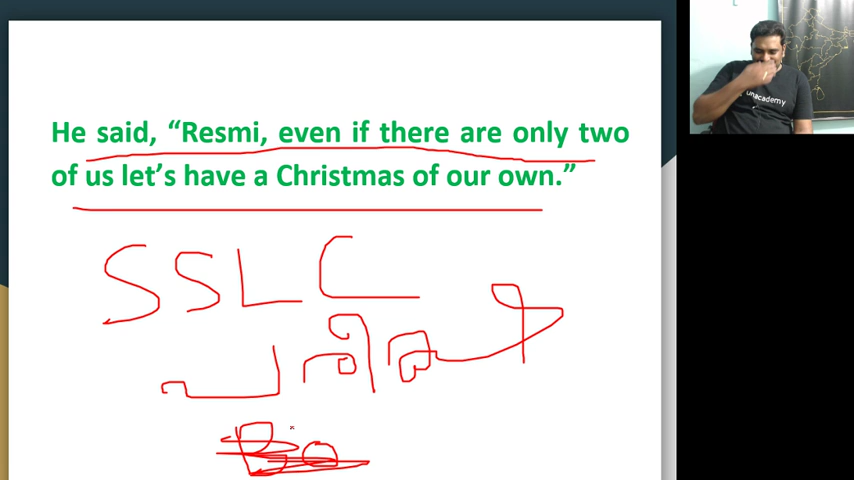 He said, “Resmi, even if there are only two
of us let’s have a Christmas of our own.”
SSLC
unacademy